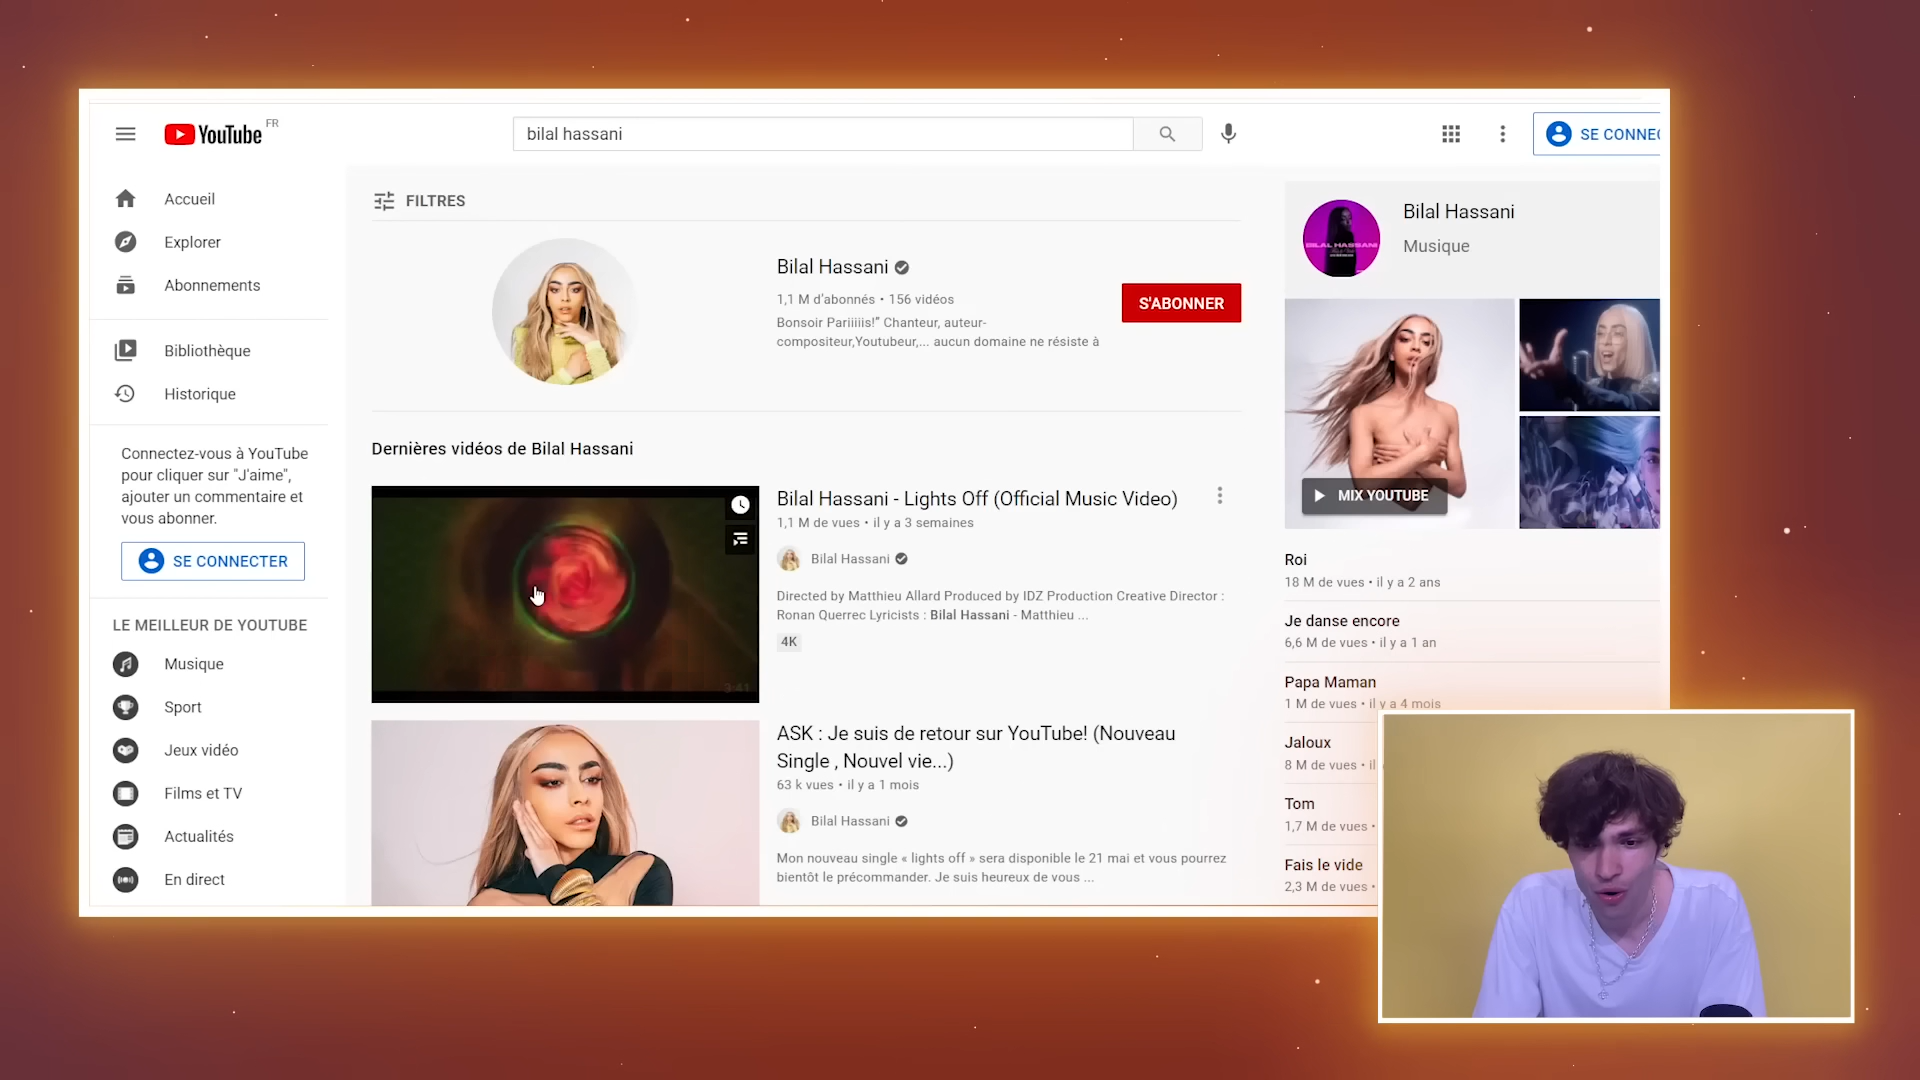 YouTube FR
bilal hassani
SE CONNEC
Accueil
Explorer
Abonnements
Bibliothèque
Historique
Connectez-vous à YouTube
pour cliquer sur "J'aime",
ajouter un commentaire et
vous abonner.
SE CONNECTER
LE MEILLEUR DE YOUTUBE
Musique
Sport
Jeux vidéo
Films et TV
Actualités
En direct
FILTRES
Bilal Hassani
1,1 M d'abonnés • 156 vidéos
Bonsoir Pariiiiis!" Chanteur, auteur-
compositeur,Youtubeur,... aucun domaine ne résiste à
S'ABONNER
Dernières vidéos de Bilal Hassani
3:41
Bilal Hassani - Lights Off (Official Music Video)
1,1 M de vues • il y a 3 semaines
Bilal Hassani
Directed by Matthieu Allard Produced by IDZ Production Creative Director :
Ronan Querrec Lyricists : Bilal Hassani - Matthieu ...
4K
ASK : Je suis de retour sur YouTube! (Nouveau
Single , Nouvel vie...)
63 k vues • il y a 1 mois
Bilal Hassani
Mon nouveau single « lights off » sera disponible le 21 mai et vous pourrez
bientôt le précommander. Je suis heureux de vous ...
BILAL HASSANI
Bilal Hassani
Musique
MIX YOUTUBE
Roi
18 M de vues • il y a 2 ans
Je danse encore
6,6 M de vues • il y a 1 an
Papa Maman
1 M de vues • il y a 4 mois
Jaloux
8 M de vues • il
Tom
1,7 M de vues •
Fais le vide
2,3 M de vues •